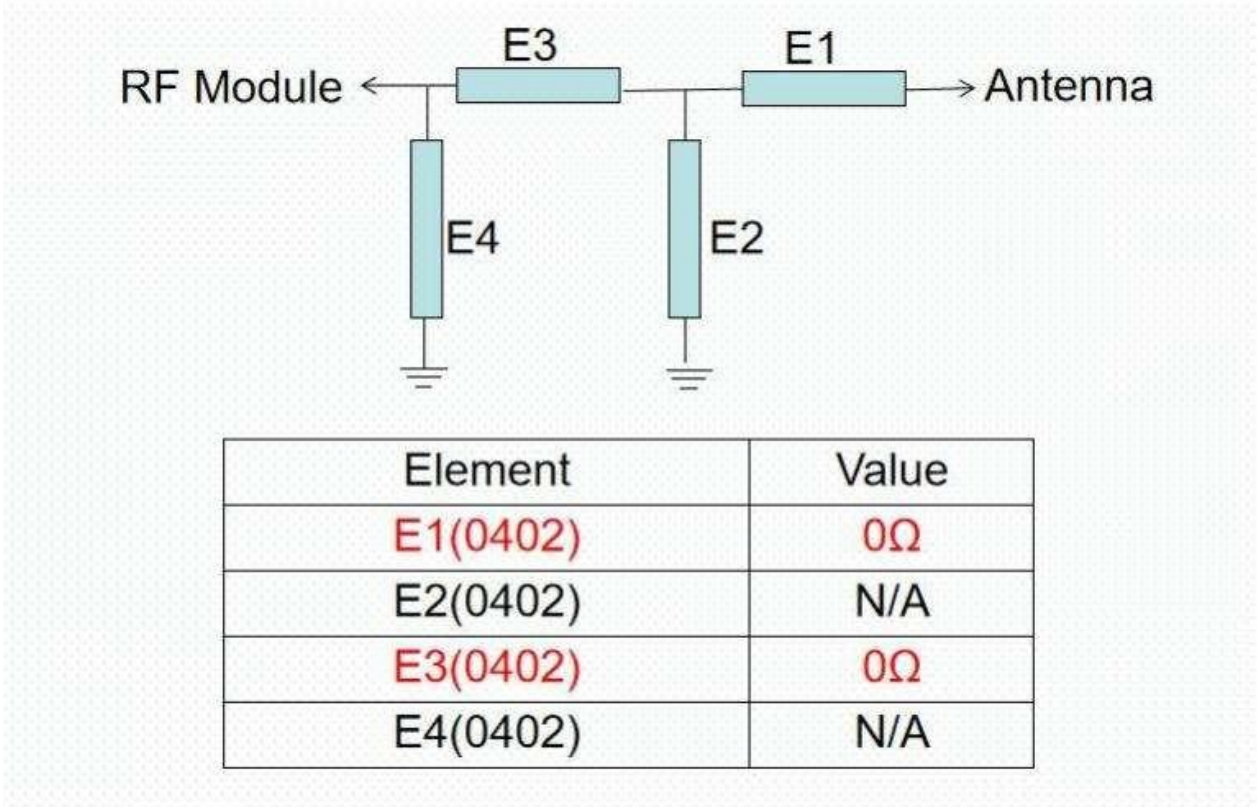 E3
E1
RF Module
Antenna
E4
E2
Element Value
E1(0402) 0Ω
E2(0402) N/A
E3(0402) 0Ω
E4(0402) N/A